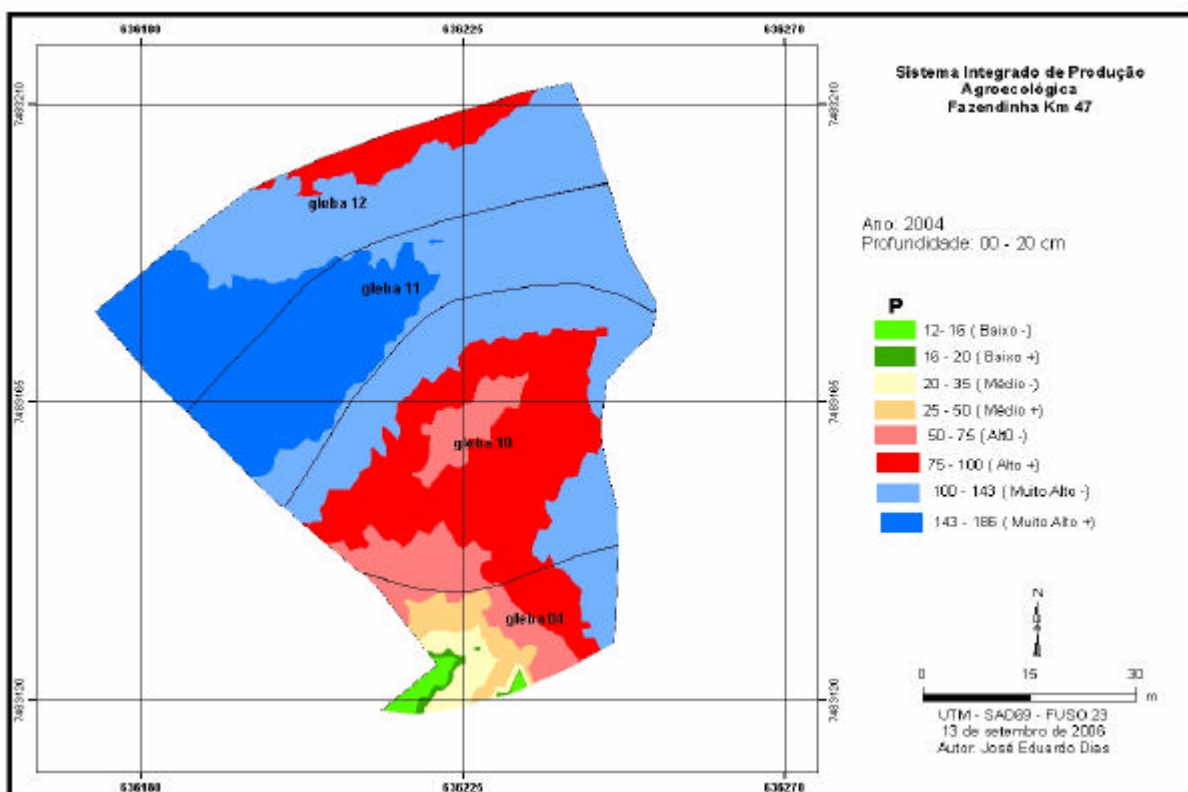 636180 636225 636270
Sistema Integrado de Produção
Agroecológica
Fazendinha Km 47
7483210
7483210
gleba 12
Ano: 2004
Profundidade: 00 - 20 cm
gleba 11
P
12- 16 ( Baixo -)
16 - 20 ( Baixo +)
20 - 35 ( Médio -)
25 - 50 ( Médio +)
50 - 75 ( Alto -)
75 - 100 ( Alto +)
100 - 143 ( Muito Alto -)
143 - 186 ( Muito Alto +)
7483165
7483165
gleba 10
gleba 04
N
0 15 30
m
7483120
7483120
UTM - SAD69 - FUSO 23
13 de setembro de 2006
Autor: José Eduardo Dias
636180 636225 636270